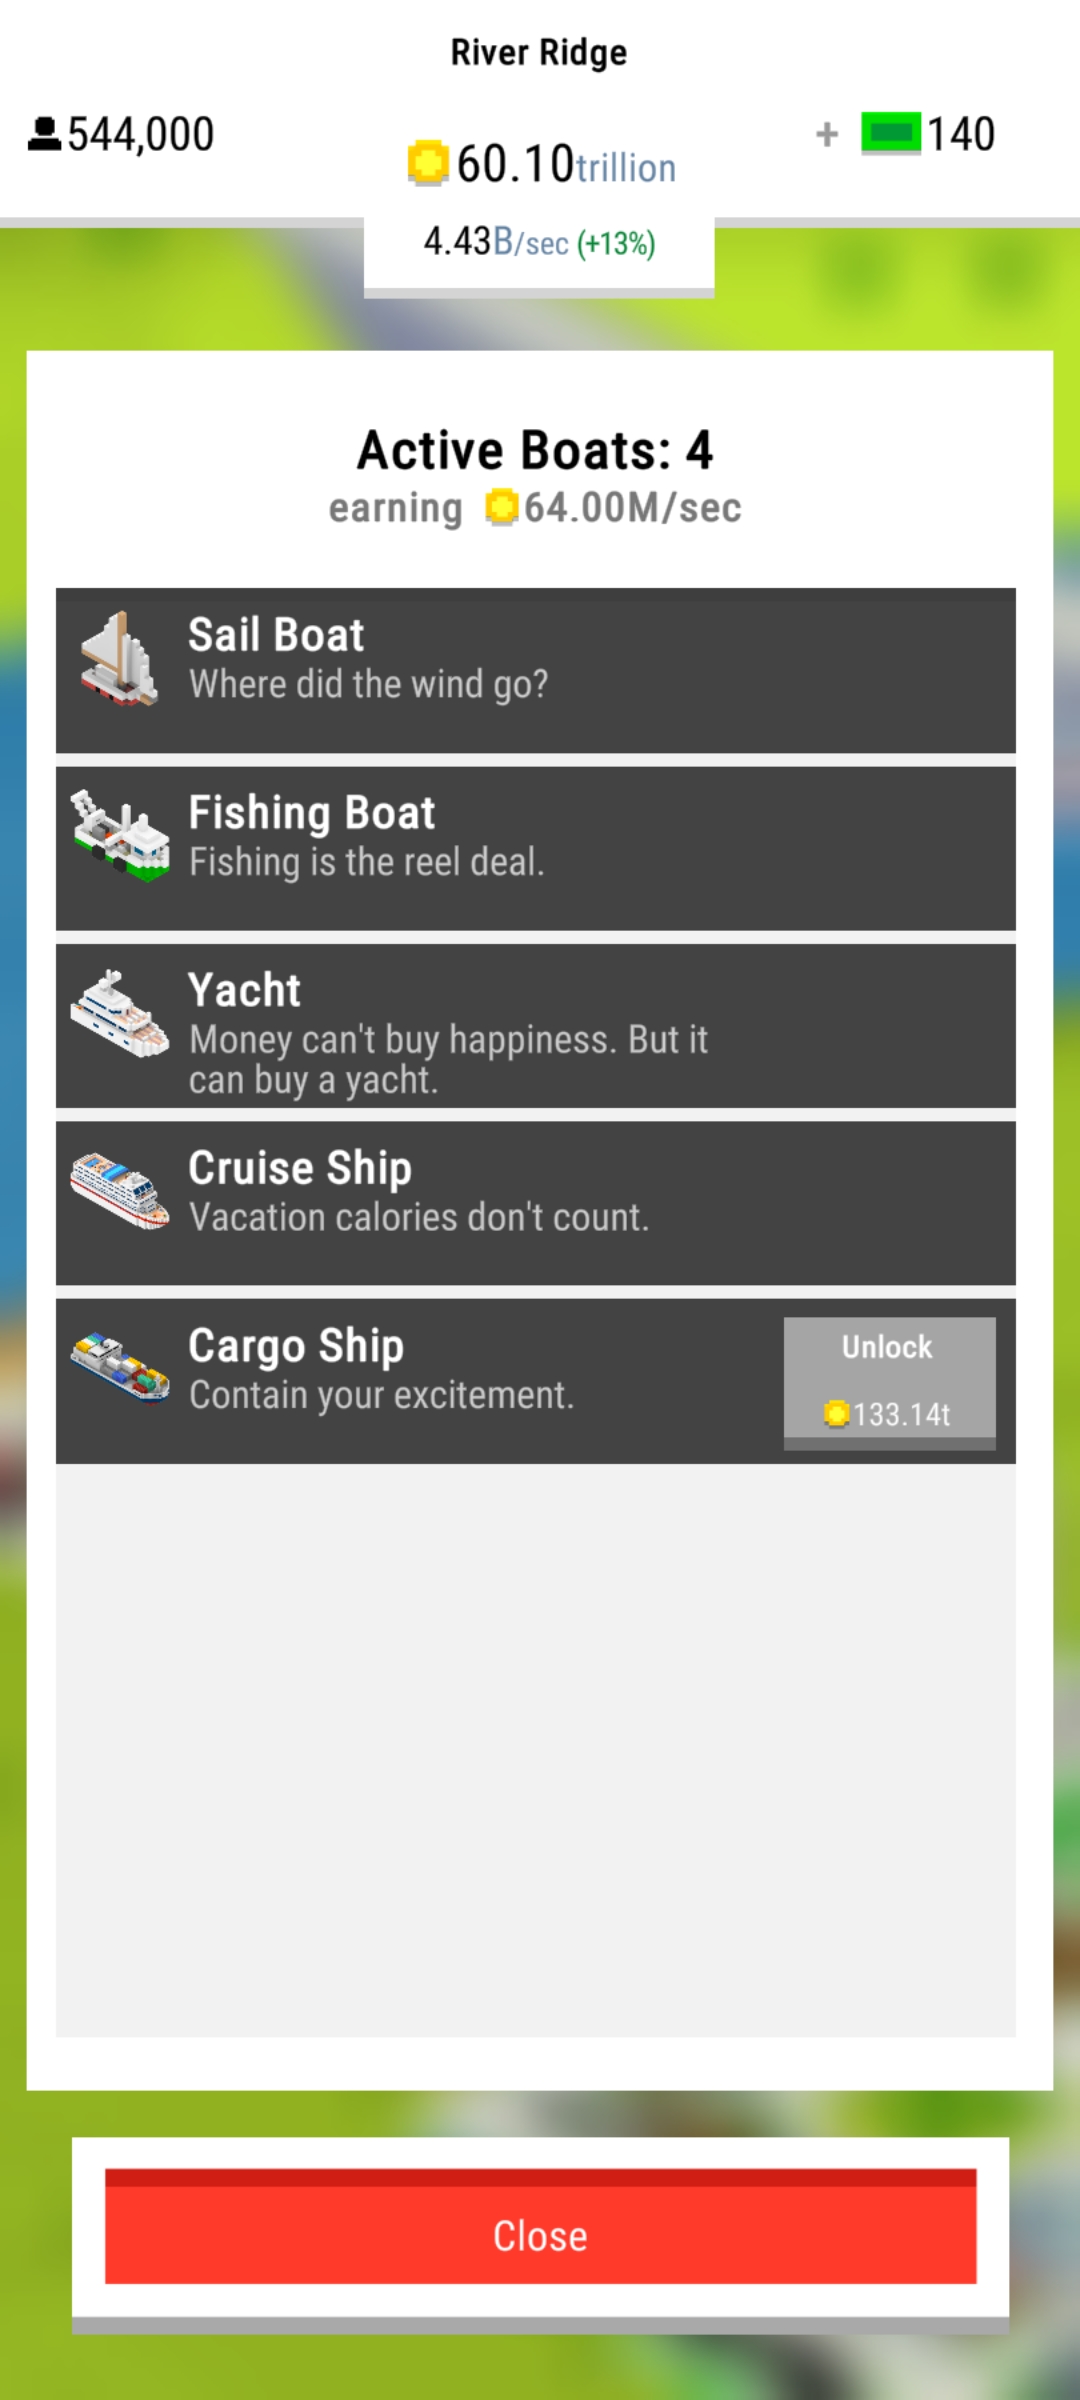 River Ridge
544,000
60.10trillion
+ 140
4.43B/sec (+13%)
Active Boats: 4
earning 64.00M/sec
Sail Boat
Where did the wind go?
Fishing Boat
Fishing is the reel deal.
Yacht
Money can't buy happiness. But it
can buy a yacht.
Cruise Ship
Vacation calories don't count.
Cargo Ship
Contain your excitement.
Unlock
133.14t
Close